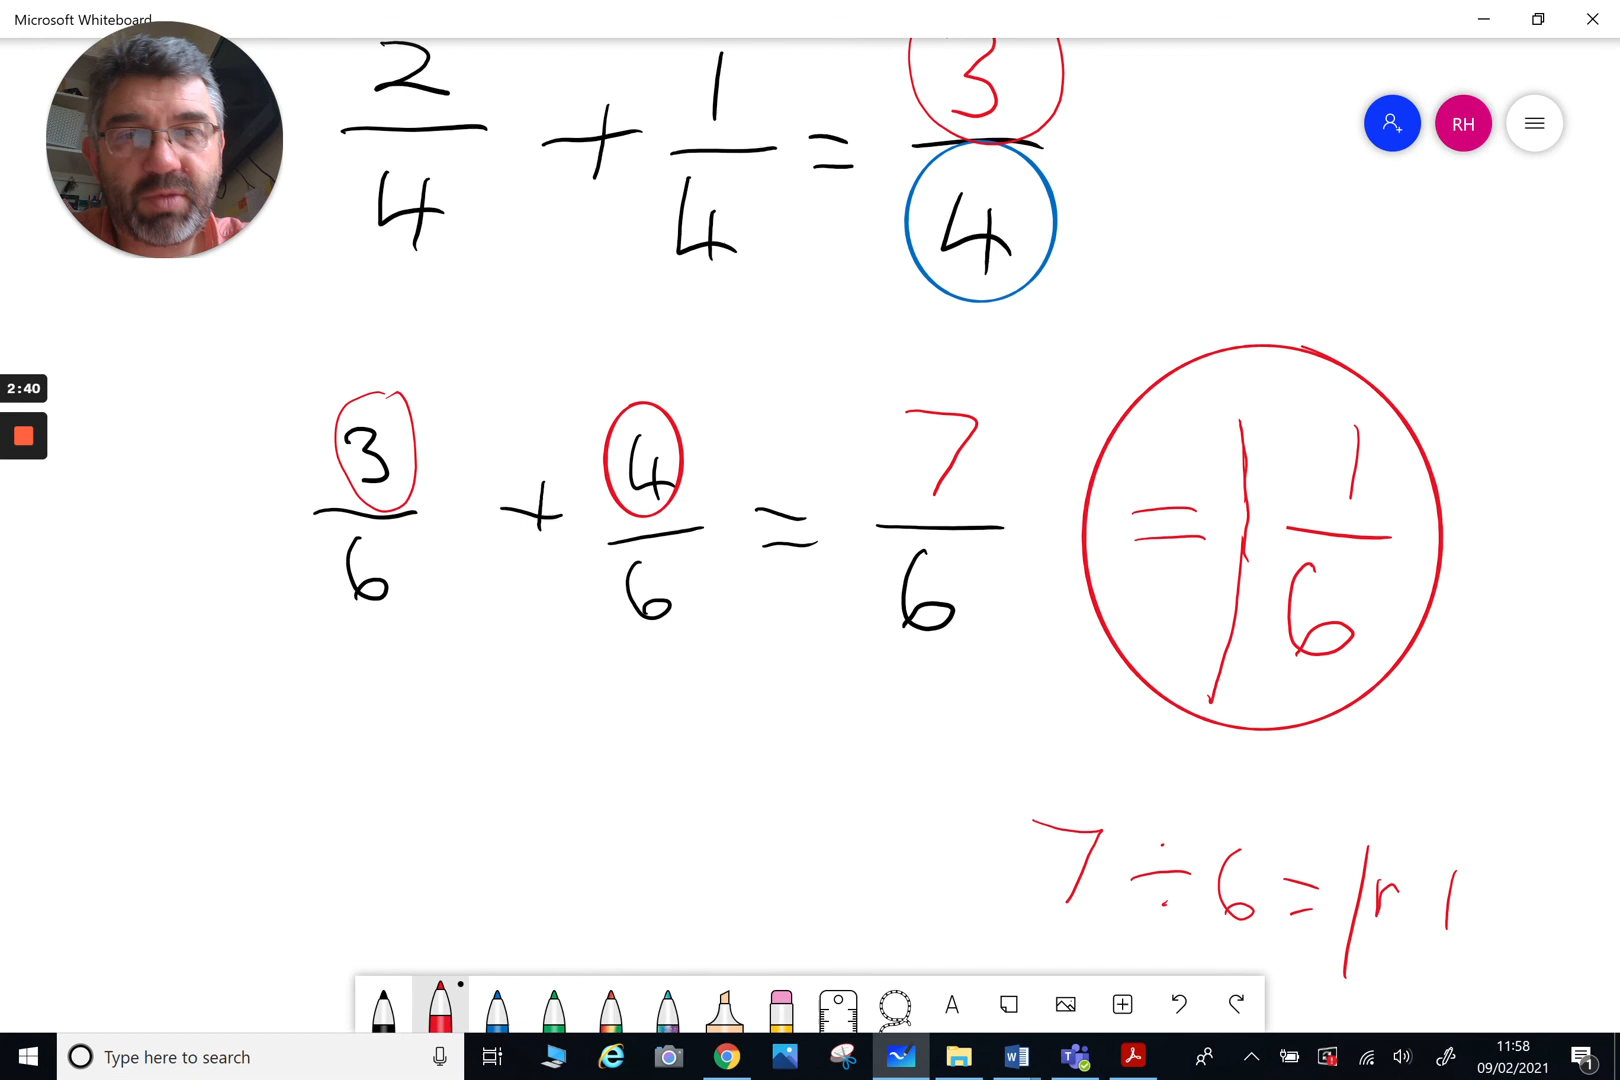 Microsoft Whiteboard
2/4 + 1/4 = 3/4
RH
2:40
3/6 + 4/6 = 7/6 = 1 1/6
7 ÷ 6 = 1 r 1
A
Type here to search
11:58
09/02/2021
1